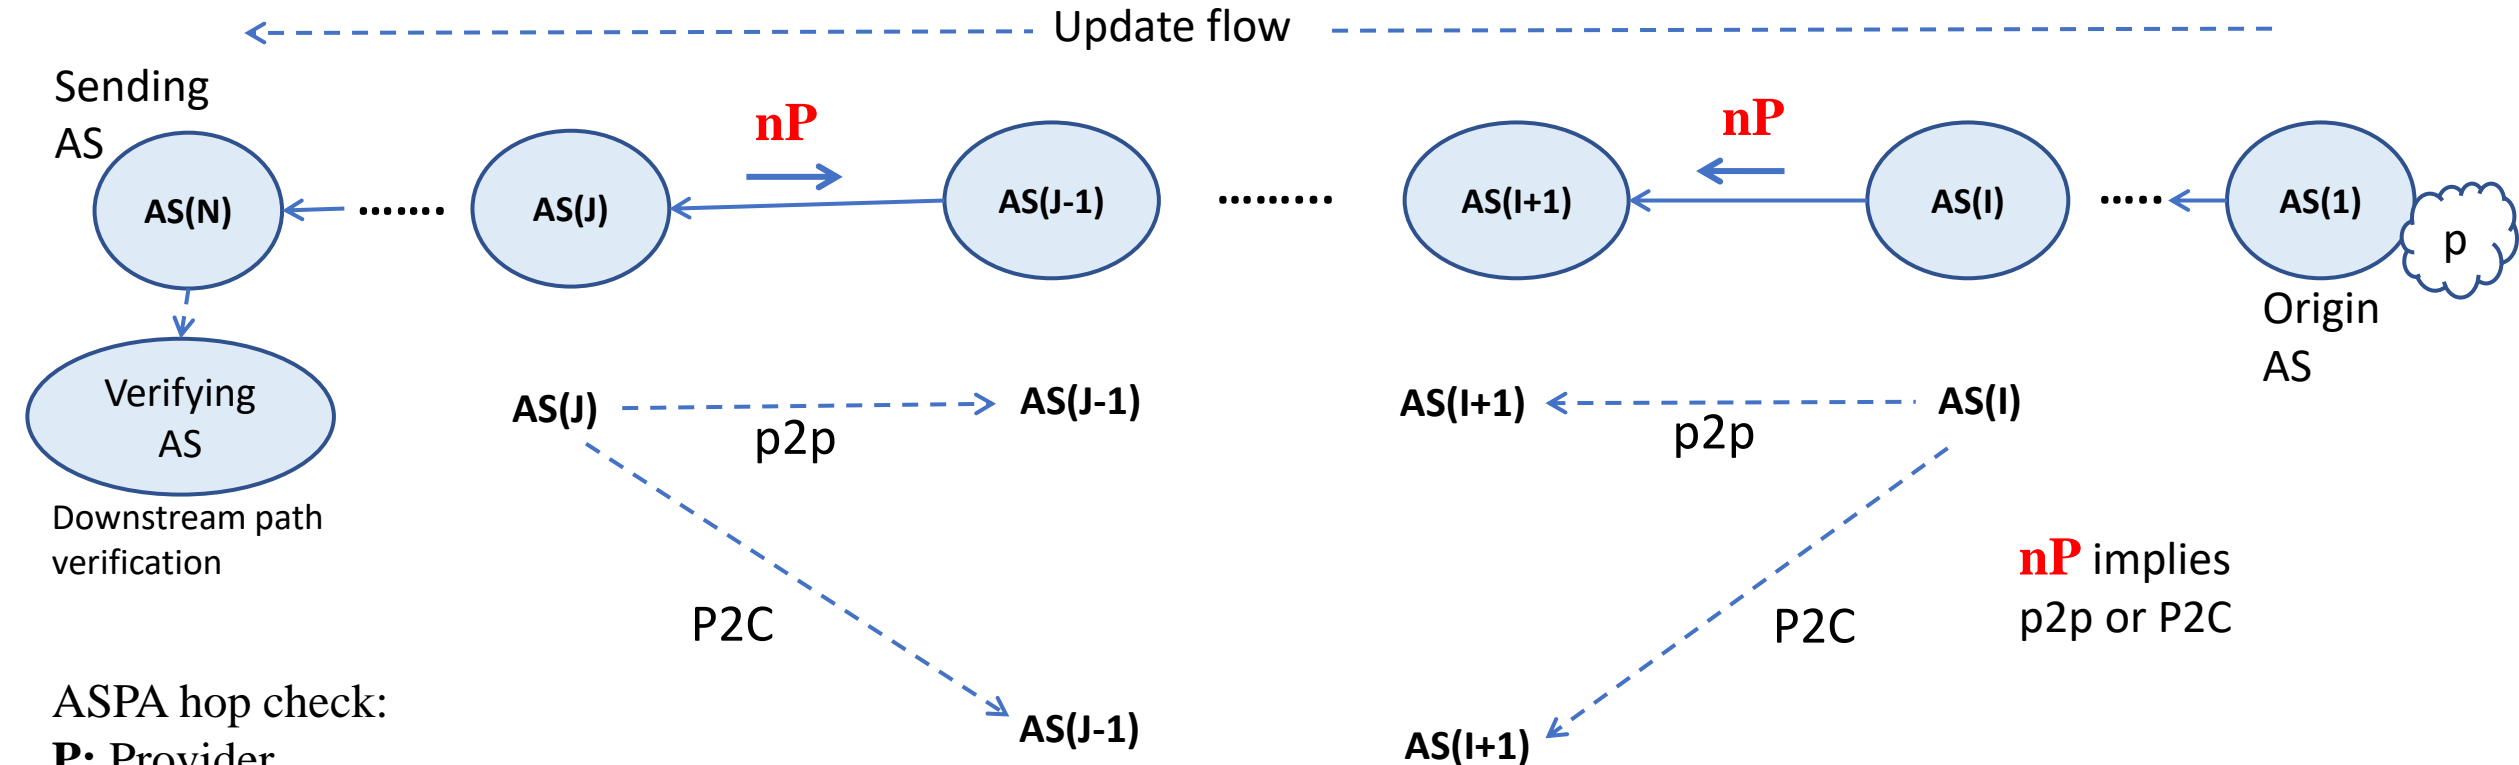 Update flow
Sending
AS
nP
nP
AS(N)
.......
AS(J)
AS(J-1)
.........
AS(I+1)
AS(I)
.....
AS(1)
p
Origin
AS
Verifying
AS
AS(J)
p2p
AS(J-1)
AS(I+1)
p2p
AS(I)
Downstream path
verification
P2C
P2C
nP implies
p2p or P2C
ASPA hop check:
AS(J-1)
AS(I+1)
P: Provider